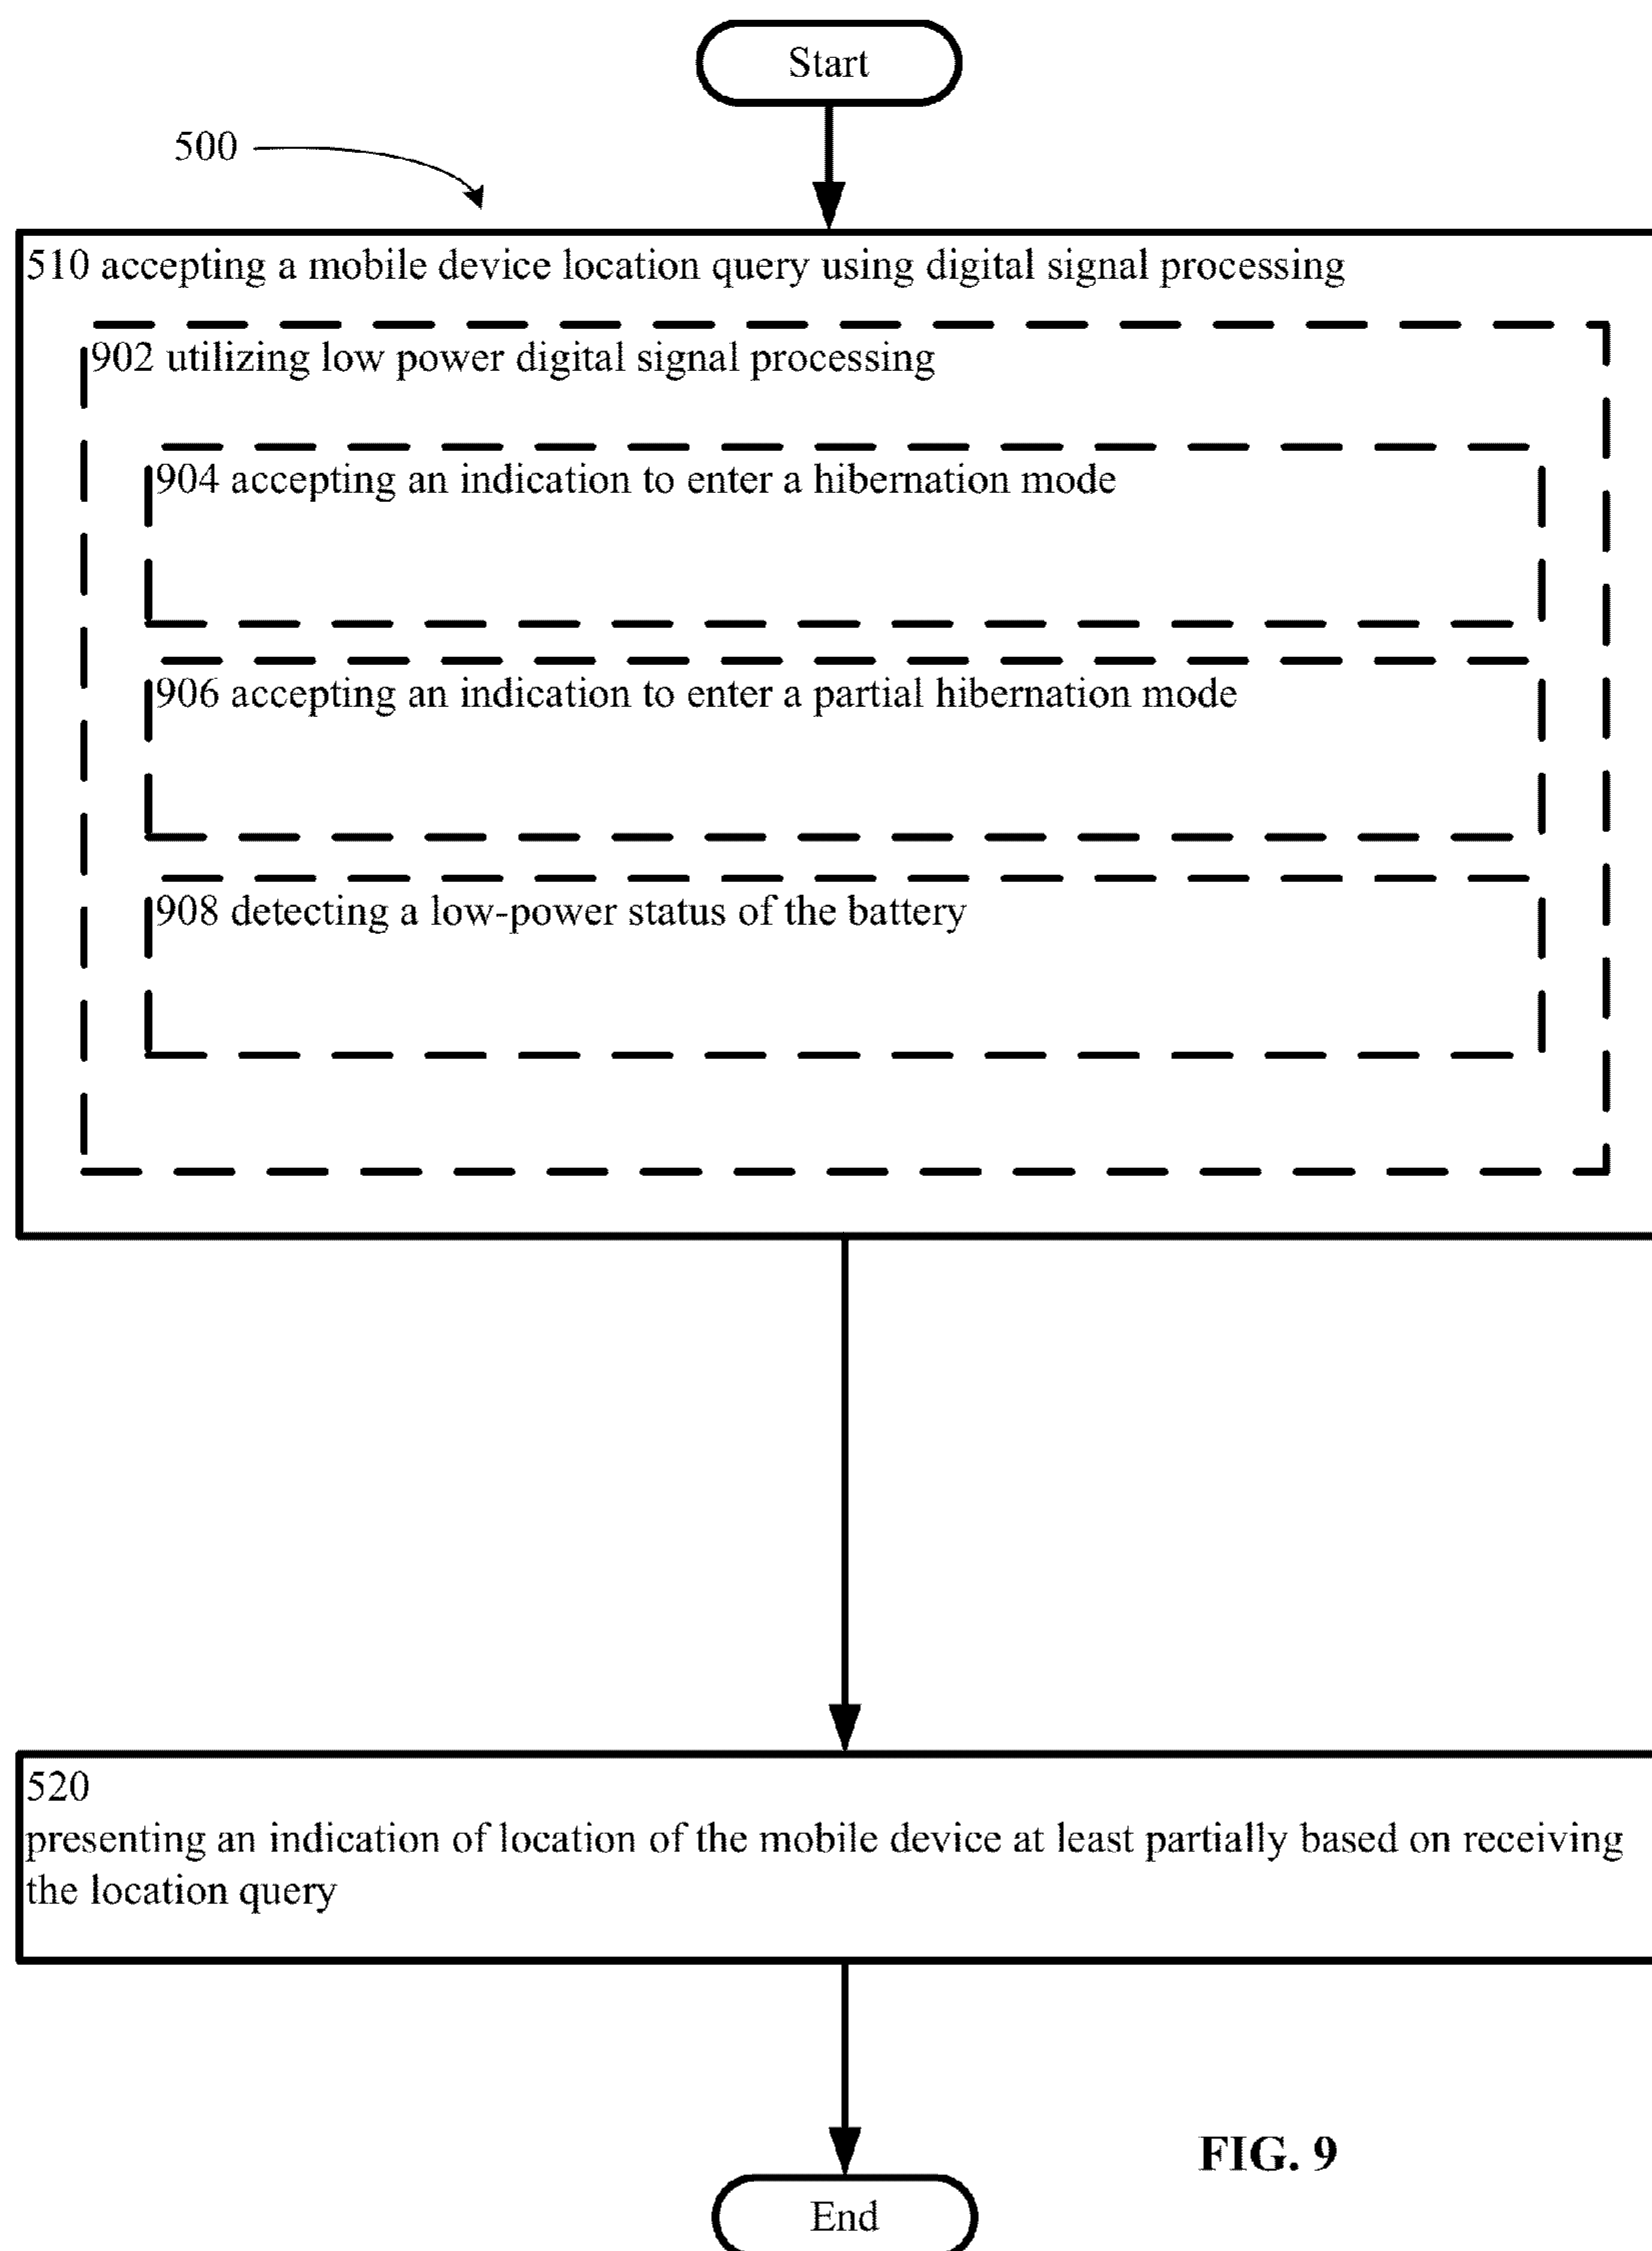 Start
500
510 accepting a mobile device location query using digital signal processing
902 utilizing low power digital signal processing
904 accepting an indication to enter a hibernation mode
906 accepting an indication to enter a partial hibernation mode
908 detecting a low-power status of the battery
520
presenting an indication of location of the mobile device at least partially based on receiving
the location query
FIG. 9
End